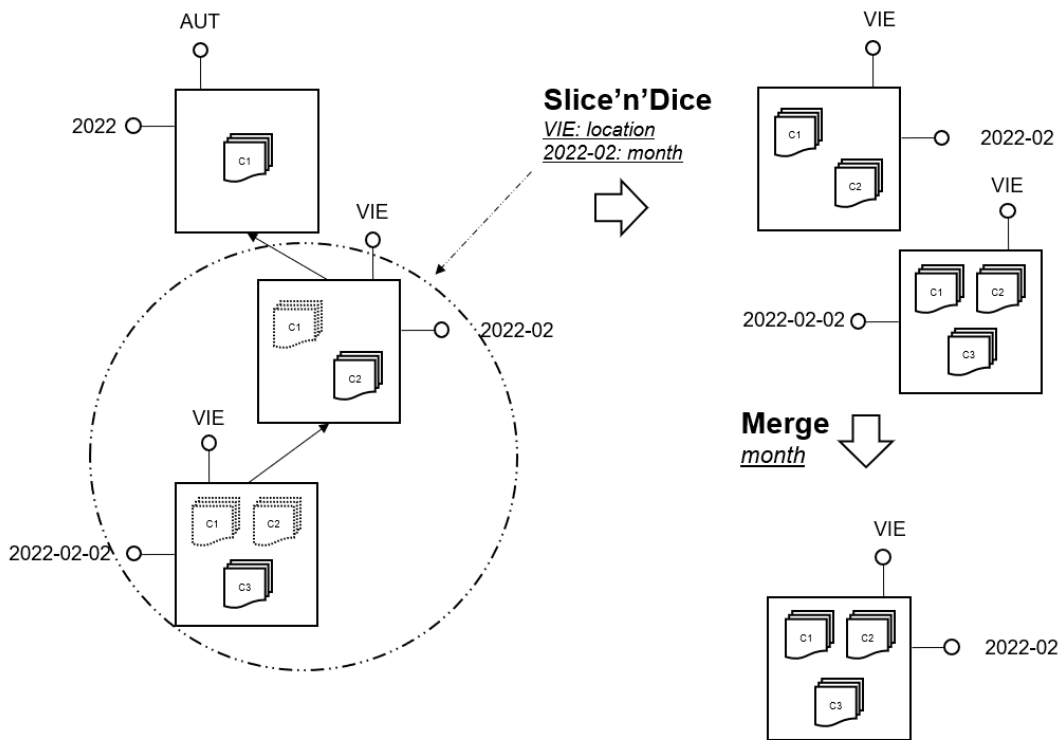 AUT
2022
C1
VIE
C1
2022-02
C2
VIE
C1
C2
2022-02-02
C3
Slice’n’Dice
VIE: location
2022-02: month
VIE
C1
2022-02
C2
VIE
C1
C2
2022-02-02
C3
Merge
month
VIE
C1
C2
2022-02
C3